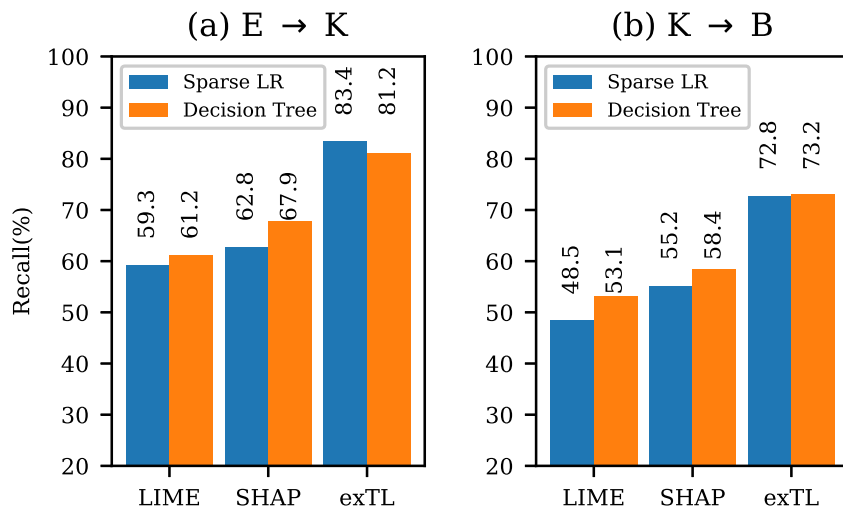 (a) E → K
Recall(%)
100
90
80
70
60
50
40
30
20
Sparse LR
Decision Tree
59.3
61.2
62.8
67.9
83.4
81.2
LIME
SHAP
exTL
(b) K → B
100
90
80
70
60
50
40
30
20
Sparse LR
Decision Tree
48.5
53.1
55.2
58.4
72.8
73.2
LIME
SHAP
exTL